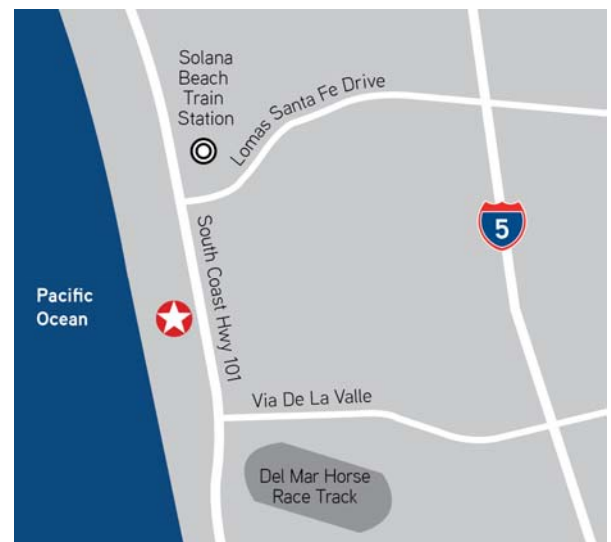 Solana
Beach
Train
Station
Lomas Santa Fe Drive
5
South Coast Hwy 101
Pacific
Ocean
Via De La Valle
Del Mar Horse
Race Track